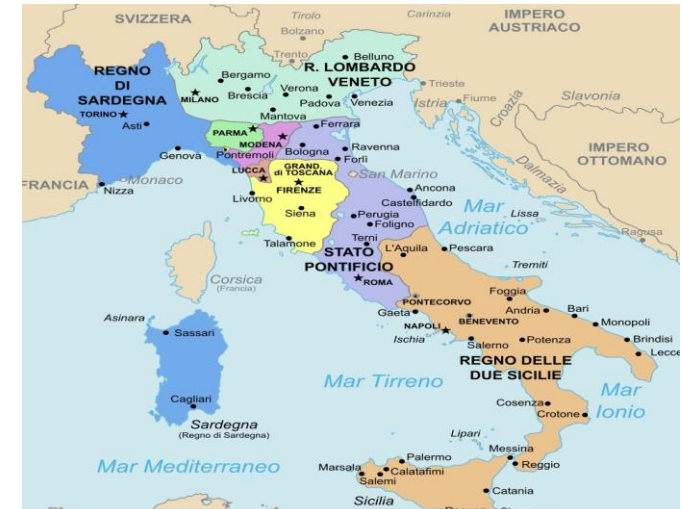 SVIZZERA
Tirolo
Bolzano
Carinzia
IMPERO
AUSTRIACO
Trento
Belluno
REGNO
DI
SARDEGNA
TORINO
Asti
Bergamo
MILANO
Brescia
Verona
R. LOMBARDO
VENETO
Padova
Venezia
Mantova
Trieste
Istria
Fiume
Croazia
Slavonia
PARMA
MODENA
Ferrara
Genova
Pontremoli
Bologna
Ravenna
Forlì
IMPERO
OTTOMANO
Dalmazia
FRANCIA
Monaco
Nizza
LUCCA
GRAND.
di TOSCANA
FIRENZE
San Marino
Livorno
Siena
Ancona
Castelfidardo
Perugia
Foligno
Mar
Adriatico
Lissa
Ragusa
Talamone
Terni
STATO
PONTIFICIO
ROMA
L'Aquila
Pescara
Tremiti
Corsica
(Francia)
PONTECORVO
Gaeta
Foggia
Andria
Bari
BENEVENTO
Monopoli
NAPOLI
Ischia
Salerno
Potenza
Brindisi
Lecce
Asinara
Sassari
REGNO DELLE
DUE SICILIE
Mar Tirreno
Mar
Ionio
Cagliari
Sardegna
(Regno di Sardegna)
Cosenza
Crotone
Lipari
Mar Mediterraneo
Palermo
Messina
Marsala
Calatafimi
Reggio
Salemi
Catania
Sicilia